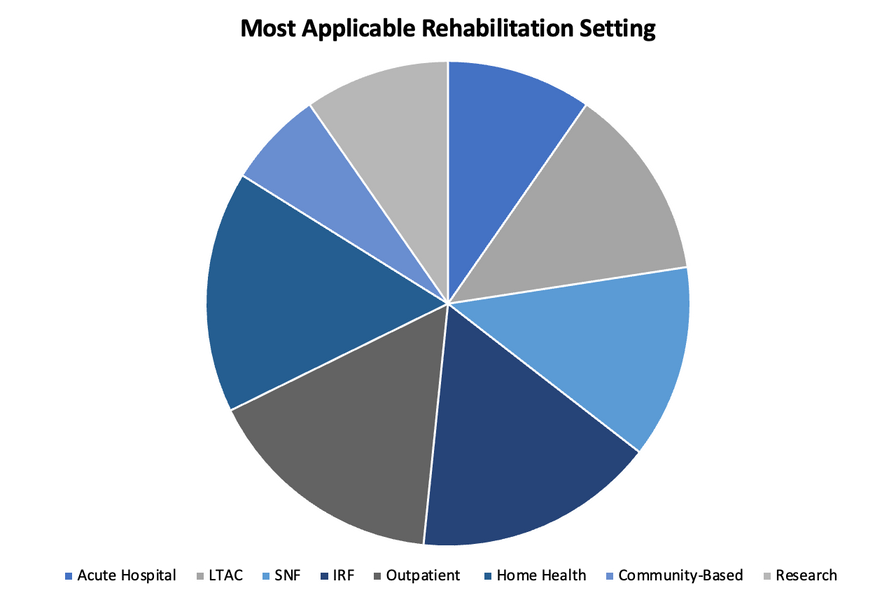 Most Applicable Rehabilitation Setting
Acute Hospital LTAC SNF IRF Outpatient Home Health Community-Based Research